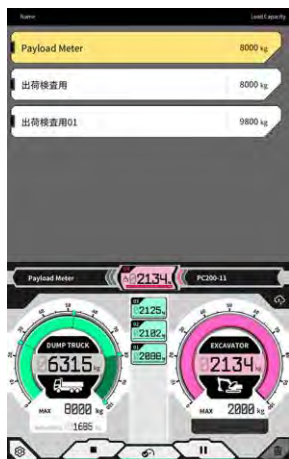 Name Load Capacity
Payload Meter 8000 kg
出荷検査用 8000 kg
出荷検査用01 9800 kg
Payload Meter 2134 PC200-11
2125
2102
2088
DUMP TRUCK
6315
MAX 8000 kg
1685 kg
EXCAVATOR
2134
MAX 2000 kg